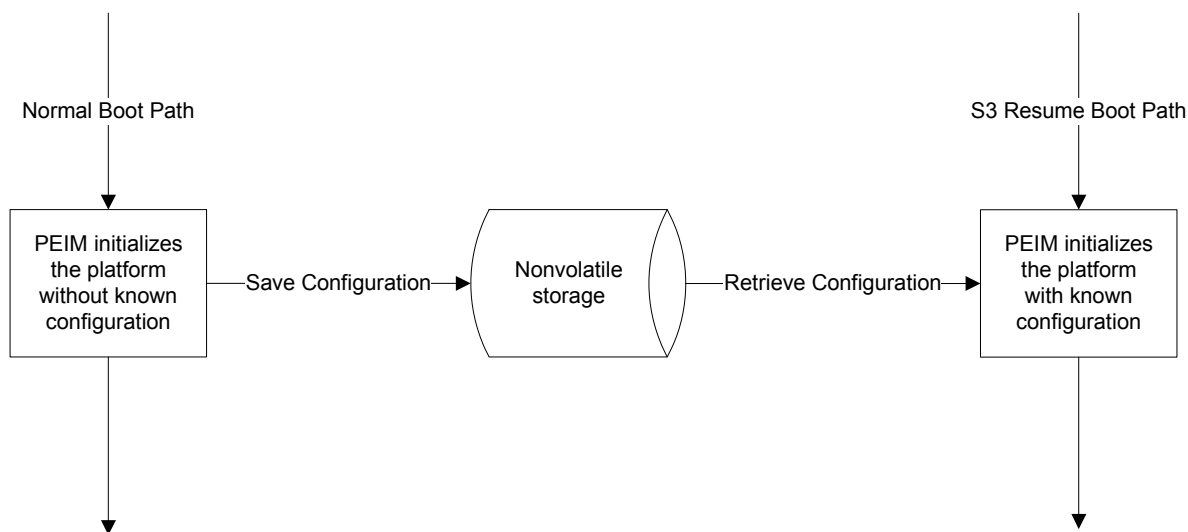 Normal Boot Path
S3 Resume Boot Path
PEIM initializes
the platform
without known
configuration
Save Configuration
Nonvolatile
storage
Retrieve Configuration
PEIM initializes
the platform
with known
configuration